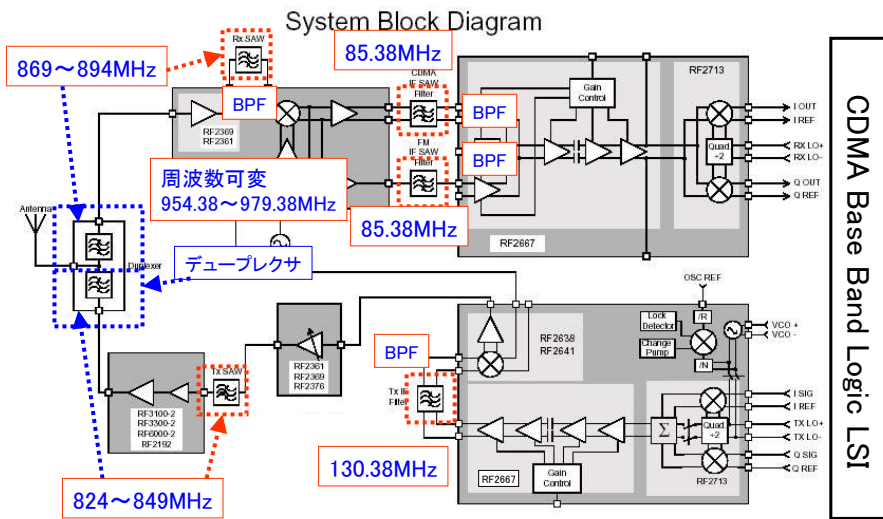 System Block Diagram
Rx SAW
869～894MHz
BPF
RF2369
RF2361
85.38MHz
CDMA
IF SAW
Filter
BPF
BPF
FM
IF SAW
Filter
85.38MHz
周波数可変
954.38～979.38MHz
Gain
Control
RF2713
Quad
÷2
RF2667
I OUT
I REF
RX LO+
RX LO-
Q OUT
Q REF
CDMA Base Band Logic LSI
Antenna
Duplexer
デュープレクサ
OSC REF
Lock
Detector
Change
Pump
/R
/N
VCO +
VCO -
RF2638
RF2641
BPF
Tx IF
Filter
130.38MHz
RF2361
RF2369
RF2376
Tx SAW
RF3100-2
RF3300-2
RF6000-2
RF2192
824～849MHz
RF2667
Gain
Control
Σ
Quad.
÷2
RF2713
I SIG
I REF
TX LO+
TX LO-
Q SIG
Q REF